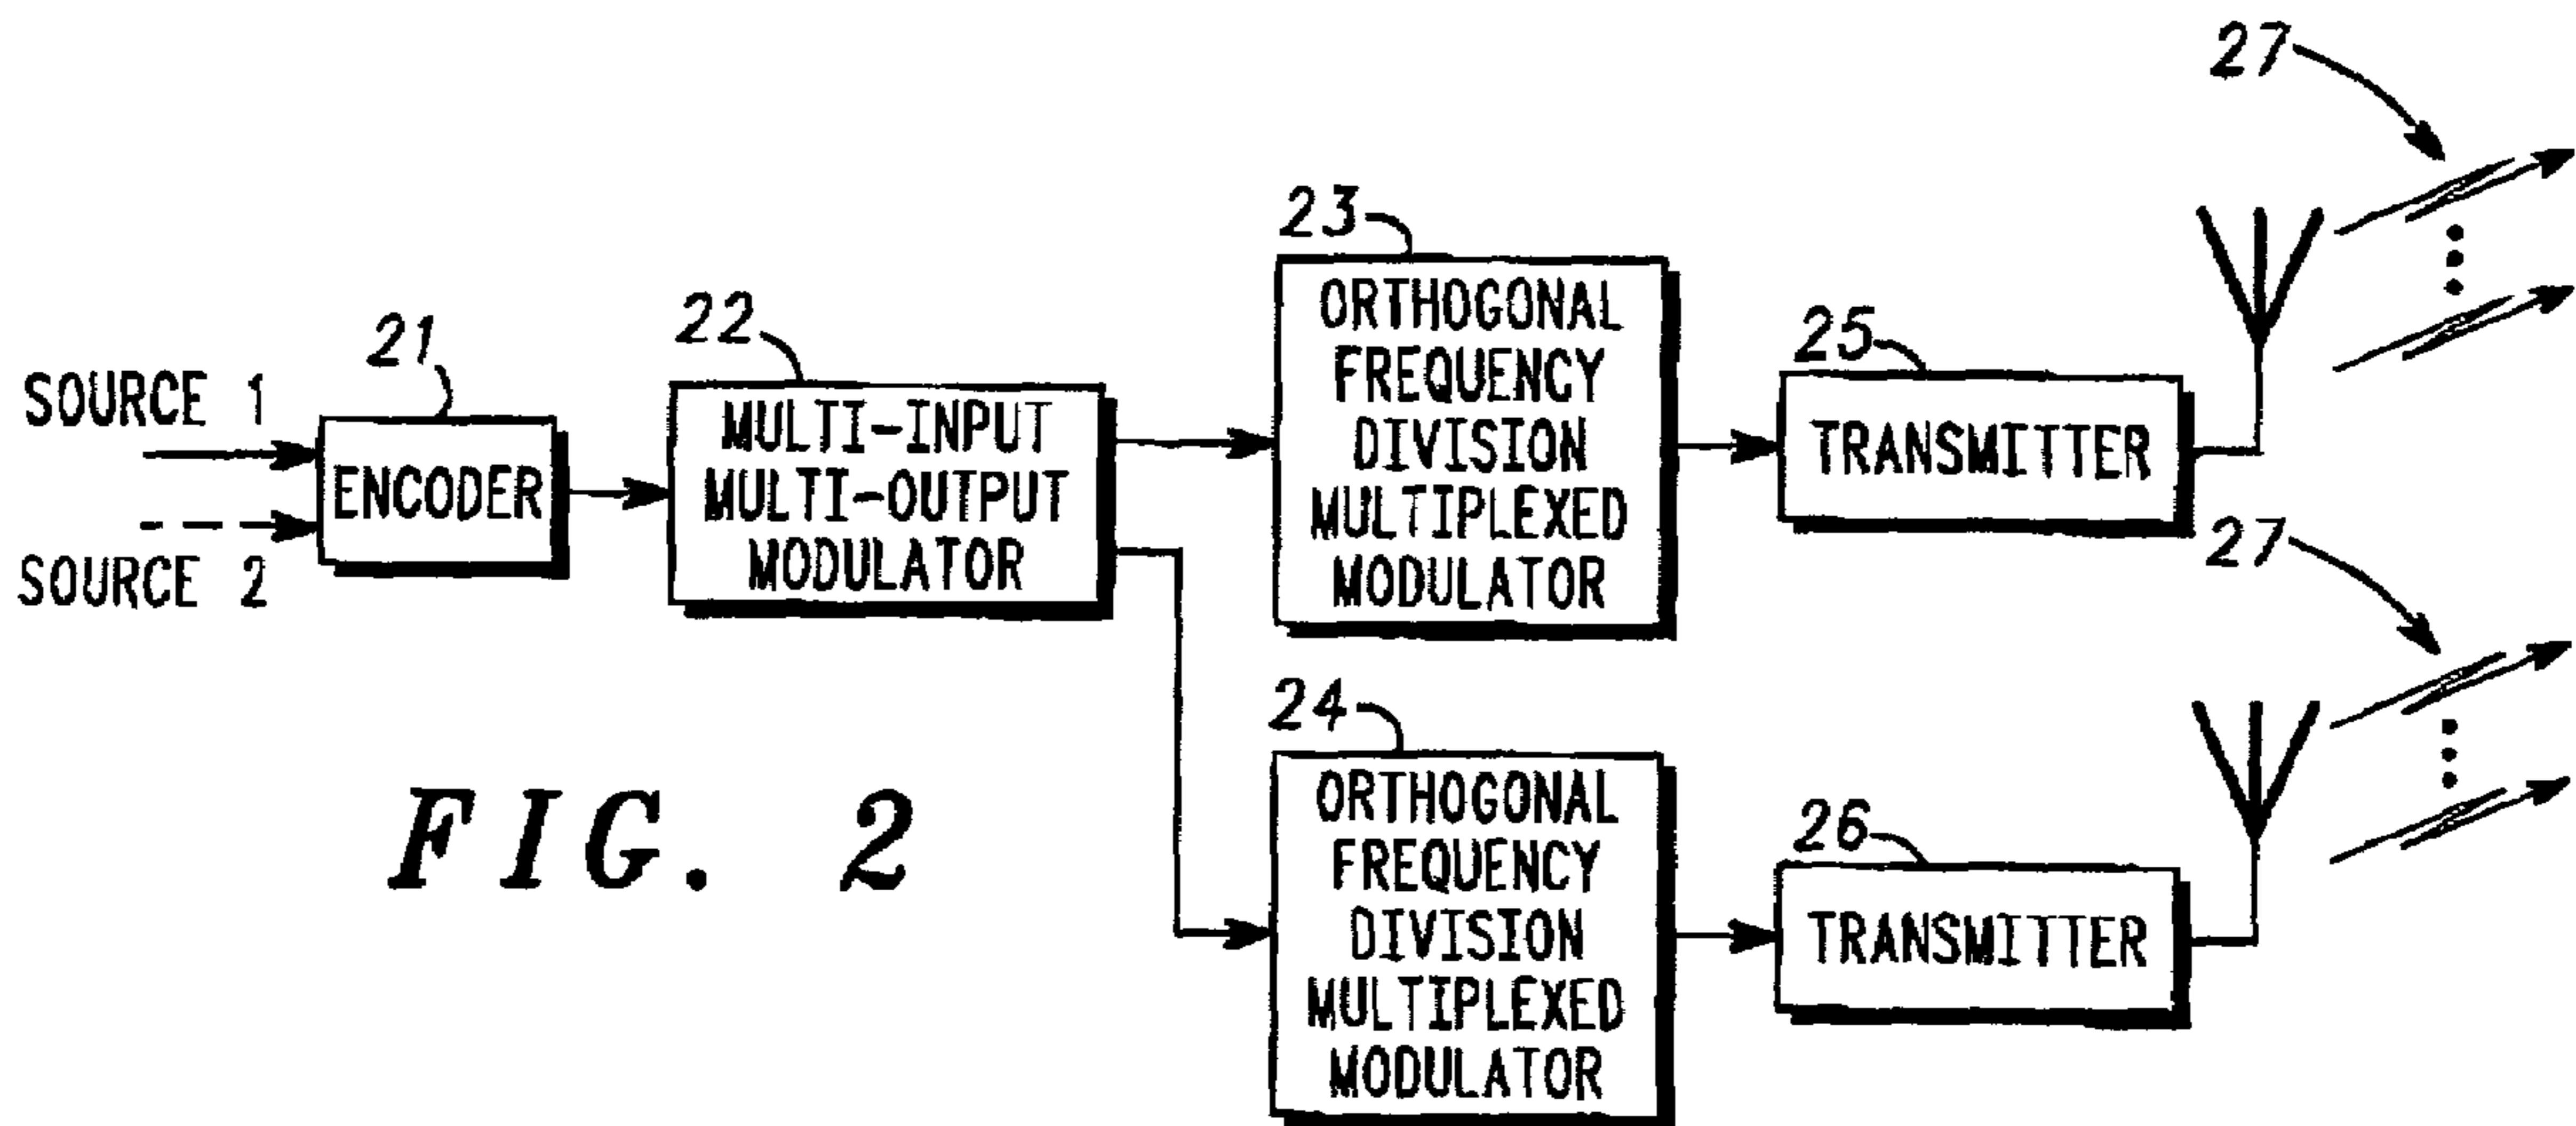 27
23
ORTHOGONAL
FREQUENCY
DIVISION
MULTIPLEXED
MODULATOR
22
MULTI-INPUT
MULTI-OUTPUT
MODULATOR
25
TRANSMITTER
21
SOURCE 1
ENCODER
SOURCE 2
27
24
ORTHOGONAL
FREQUENCY
DIVISION
MULTIPLEXED
MODULATOR
26
TRANSMITTER
FIG. 2